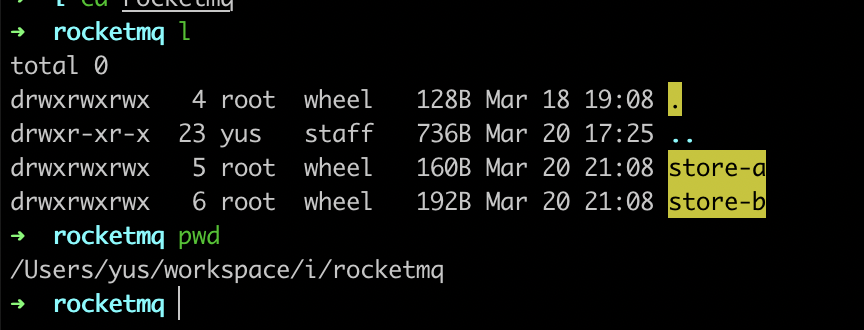 ➜ i cd rocketmq
➜ rocketmq l
total 0
drwxrwxrwx   4 root  wheel   128B Mar 18 19:08 .
drwxr-xr-x  23 yus   staff   736B Mar 20 17:25 ..
drwxrwxrwx   5 root  wheel   160B Mar 20 21:08 store-a
drwxrwxrwx   6 root  wheel   192B Mar 20 21:08 store-b
➜ rocketmq pwd
/Users/yus/workspace/i/rocketmq
➜ rocketmq